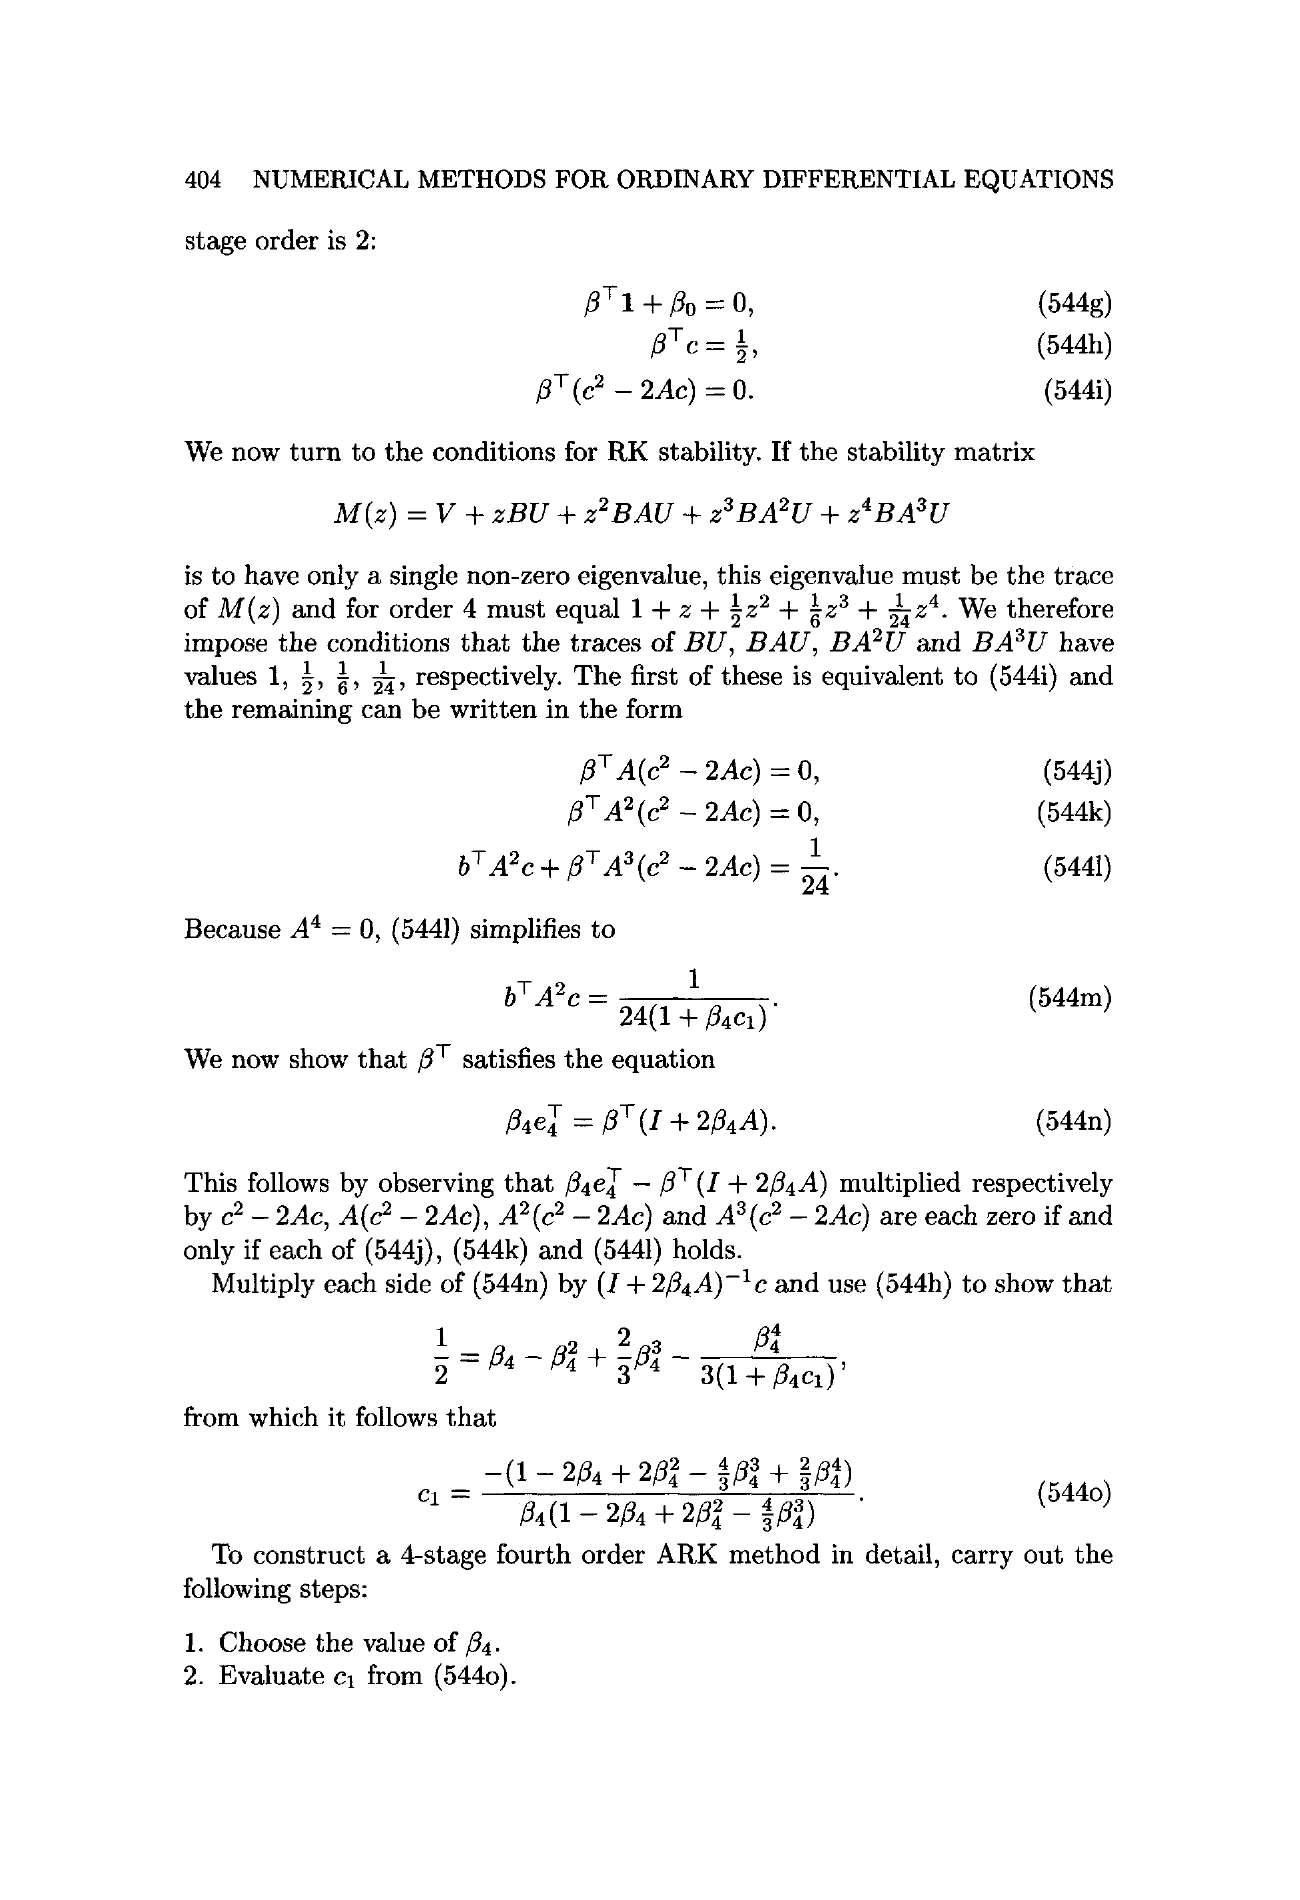 404 NUMERICAL METHODS FOR ORDINARY DIFFERENTIAL EQUATIONS
stage order is 2:
β^⊤1 + β_0 = 0, (544g)
β^⊤c = 1/2, (544h)
β^⊤(c^2 − 2Ac) = 0. (544i)
We now turn to the conditions for RK stability. If the stability matrix
M(z) = V + zBU + z^2BAU + z^3BA^2U + z^4BA^3U
is to have only a single non-zero eigenvalue, this eigenvalue must be the trace
of M(z) and for order 4 must equal 1 + z + 1/2 z^2 + 1/6 z^3 + 1/24 z^4. We therefore
impose the conditions that the traces of BU, BAU, BA^2U and BA^3U have
values 1, 1/2, 1/6, 1/24, respectively. The first of these is equivalent to (544i) and
the remaining can be written in the form
β^⊤A(c^2 − 2Ac) = 0, (544j)
β^⊤A^2(c^2 − 2Ac) = 0, (544k)
b^⊤A^2c + β^⊤A^3(c^2 − 2Ac) = 1/24. (544l)
Because A^4 = 0, (544l) simplifies to
b^⊤A^2c = 1/(24(1 + β_4c_1)). (544m)
We now show that β^⊤ satisfies the equation
β_4e_4^⊤ = β^⊤(I + 2β_4A). (544n)
This follows by observing that β_4e_4^⊤ − β^⊤(I + 2β_4A) multiplied respectively
by c^2 − 2Ac, A(c^2 − 2Ac), A^2(c^2 − 2Ac) and A^3(c^2 − 2Ac) are each zero if and
only if each of (544j), (544k) and (544l) holds.
Multiply each side of (544n) by (I + 2β_4A)^{−1}c and use (544h) to show that
1/2 = β_4 − β_4^2 + 2/3 β_4^3 − β_4^4/(3(1 + β_4c_1)),
from which it follows that
c_1 = −(1 − 2β_4 + 2β_4^2 − 4/3 β_4^3 + 2/3 β_4^4)/(β_4(1 − 2β_4 + 2β_4^2 − 4/3 β_4^3)). (544o)
To construct a 4-stage fourth order ARK method in detail, carry out the
following steps:
1. Choose the value of β_4.
2. Evaluate c_1 from (544o).